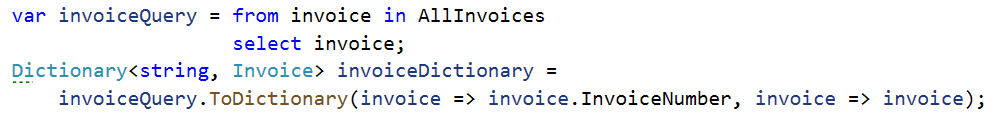 var invoiceQuery = from invoice in AllInvoices
                   select invoice;
Dictionary<string, Invoice> invoiceDictionary =
    invoiceQuery.ToDictionary(invoice => invoice.InvoiceNumber, invoice => invoice);